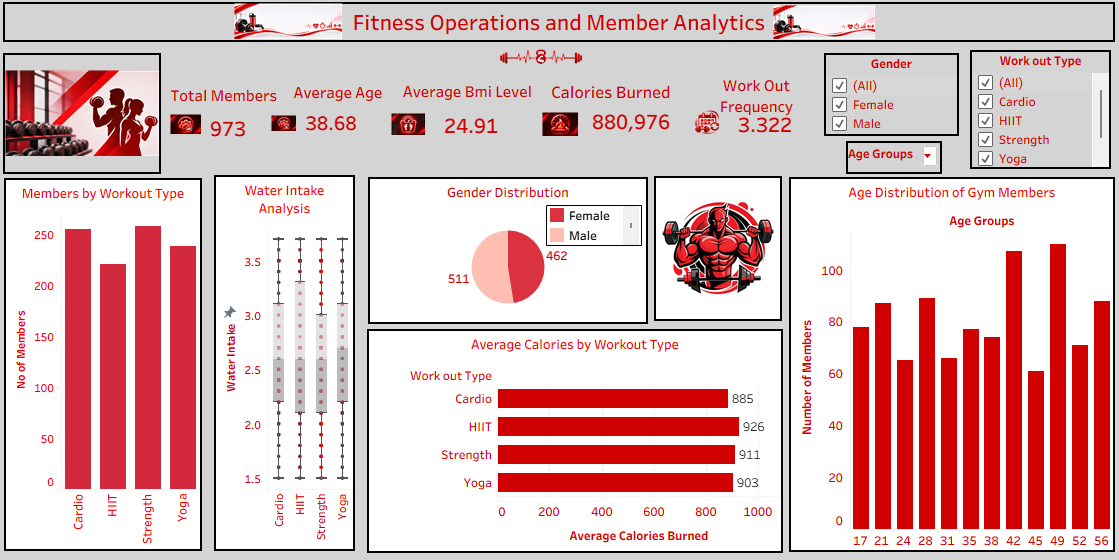 Fitness Operations and Member Analytics
Total Members
973
Average Age
38.68
Average Bmi Level
24.91
Calories Burned
880,976
Work Out
Frequency
3.322
Gender
(All)
Female
Male
Age Groups
Work out Type
(All)
Cardio
HIIT
Strength
Yoga
Members by Workout Type
No of Members
250
200
150
100
50
0
Cardio
HIIT
Strength
Yoga
Water Intake
Analysis
Water Intake
3.5
3.0
2.5
2.0
1.5
Cardio
HIIT
Strength
Yoga
Gender Distribution
Female
Male
462
511
Average Calories by Workout Type
Work out Type
Cardio
885
HIIT
926
Strength
911
Yoga
903
0 200 400 600 800 1000
Average Calories Burned
Age Distribution of Gym Members
Age Groups
Number of Members
100
80
60
40
20
0
17 21 24 28 31 35 38 42 45 49 52 56